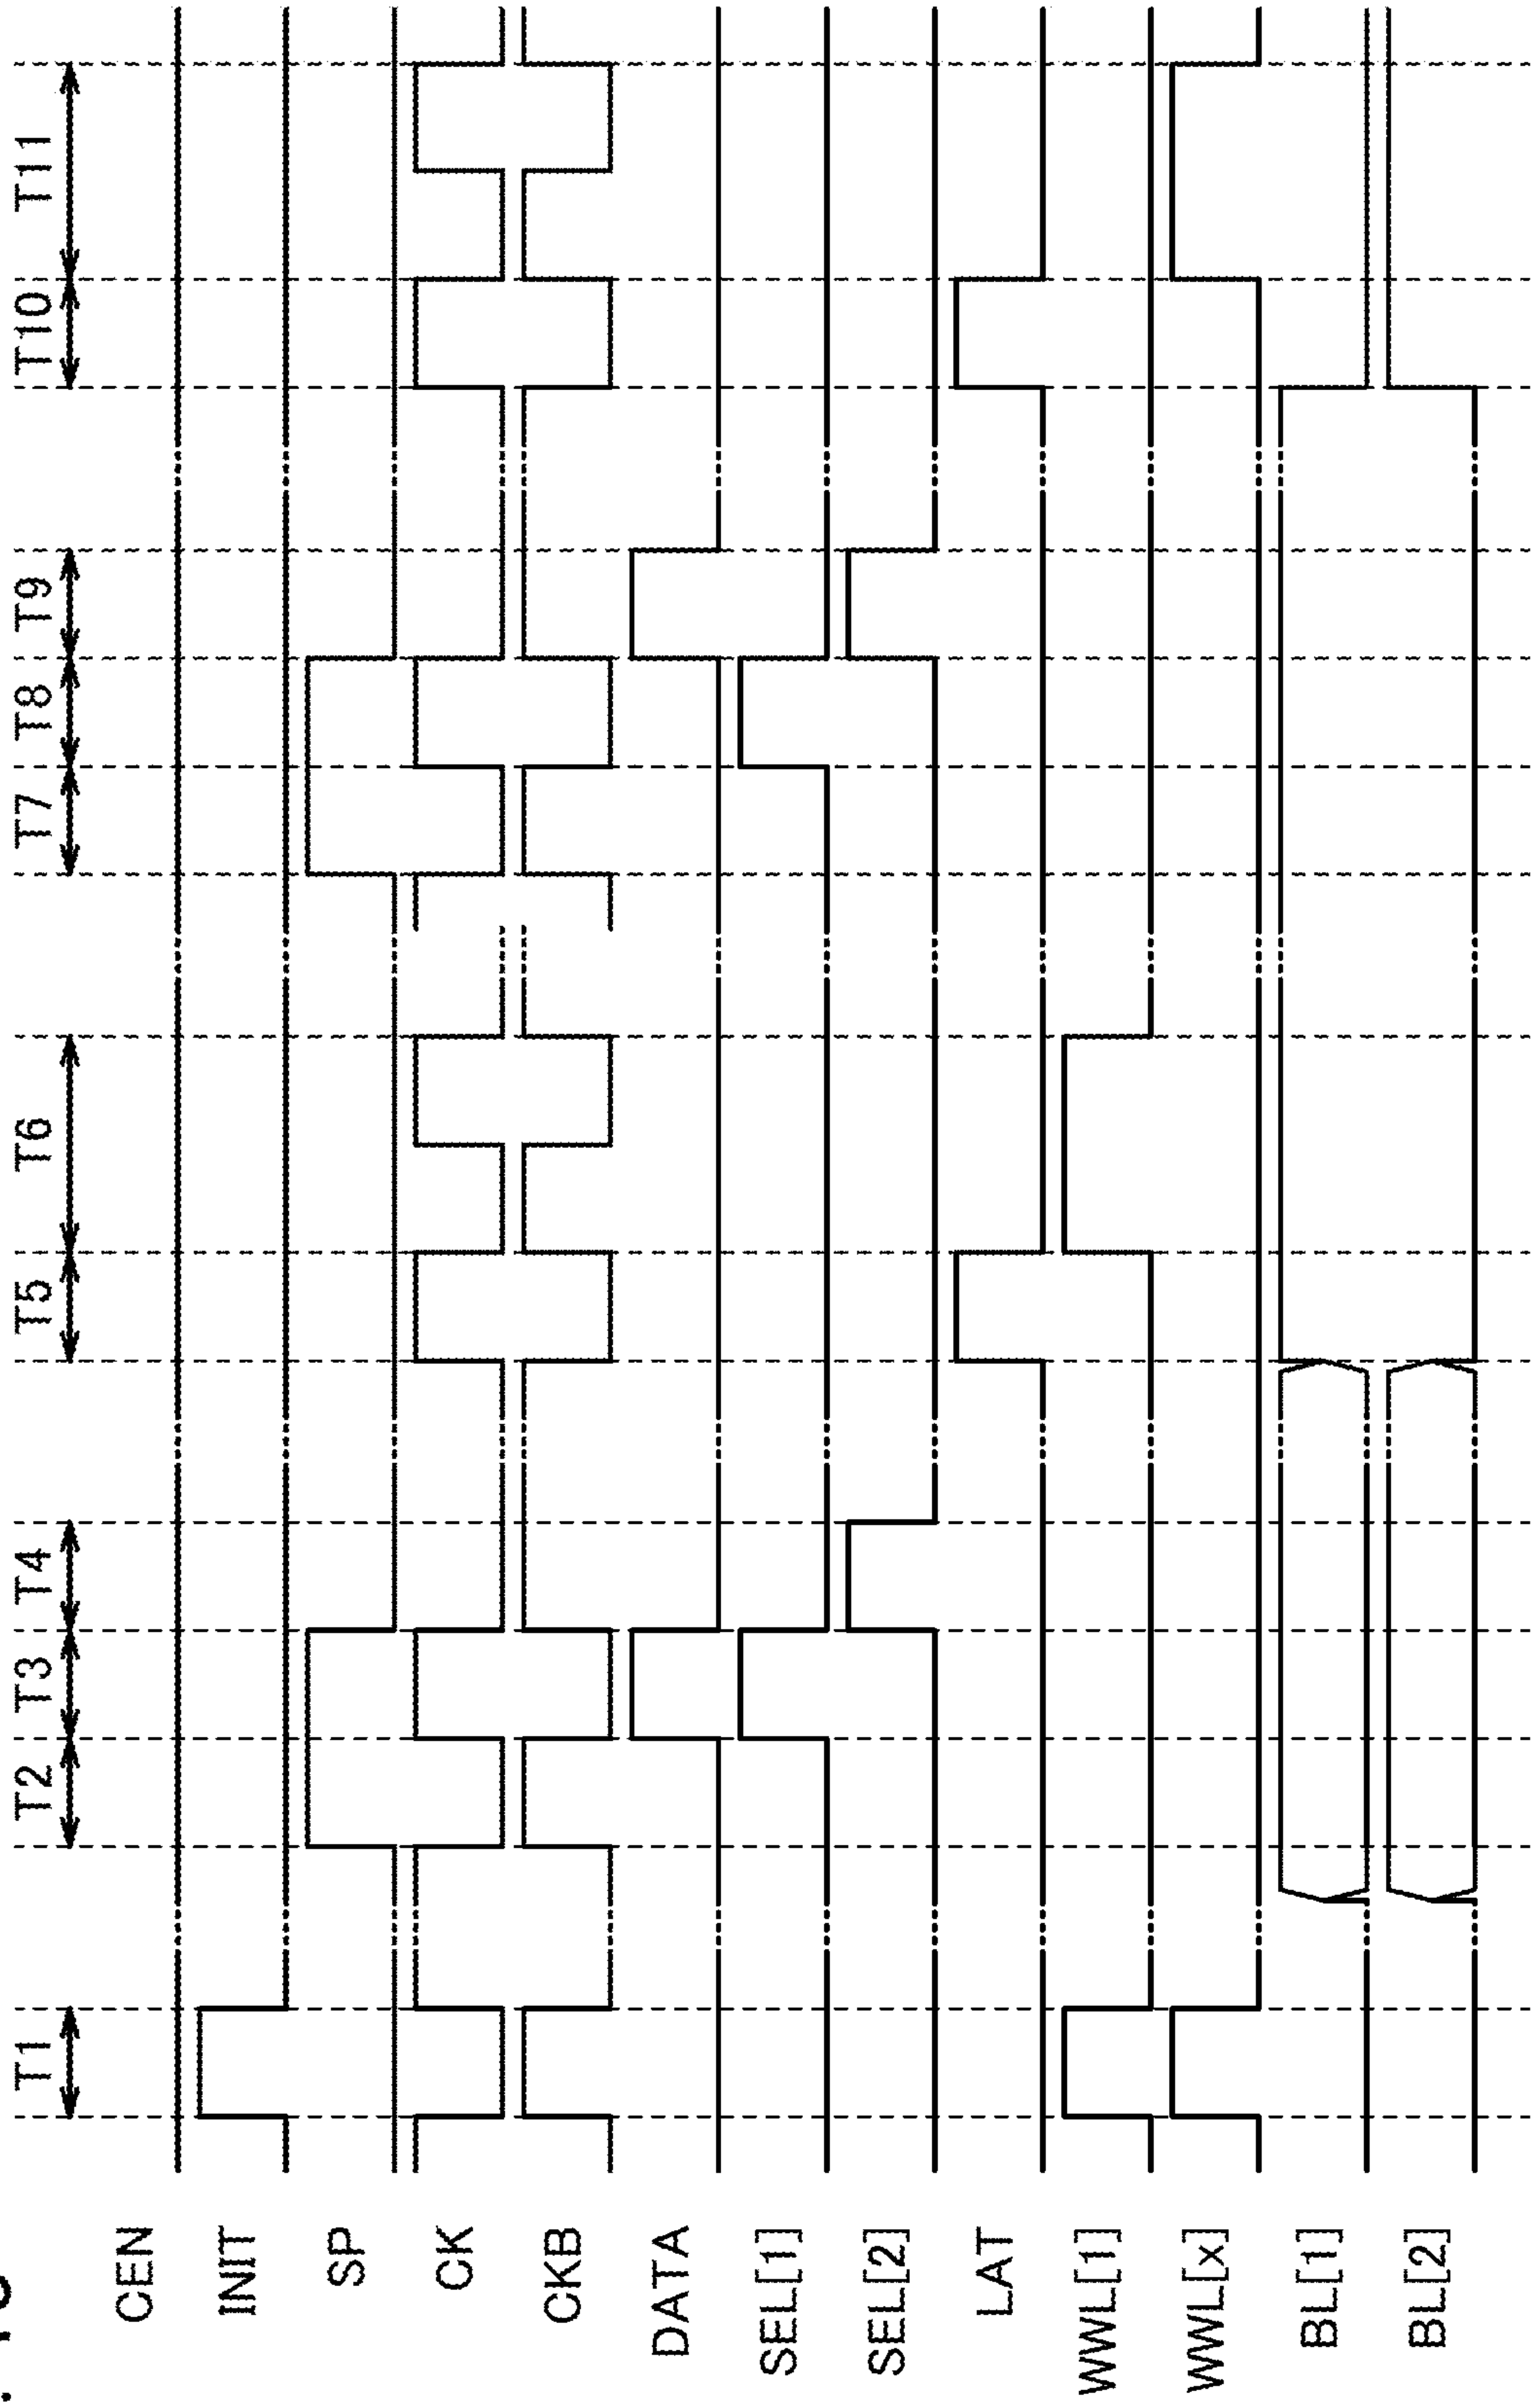 T1 T2 T3 T4 T5 T6 T7 T8 T9 T10 T11
CEN
INIT
SP
CK
CKB
DATA
SEL[1]
SEL[2]
LAT
WWL[1]
WWL[x]
BL[1]
BL[2]